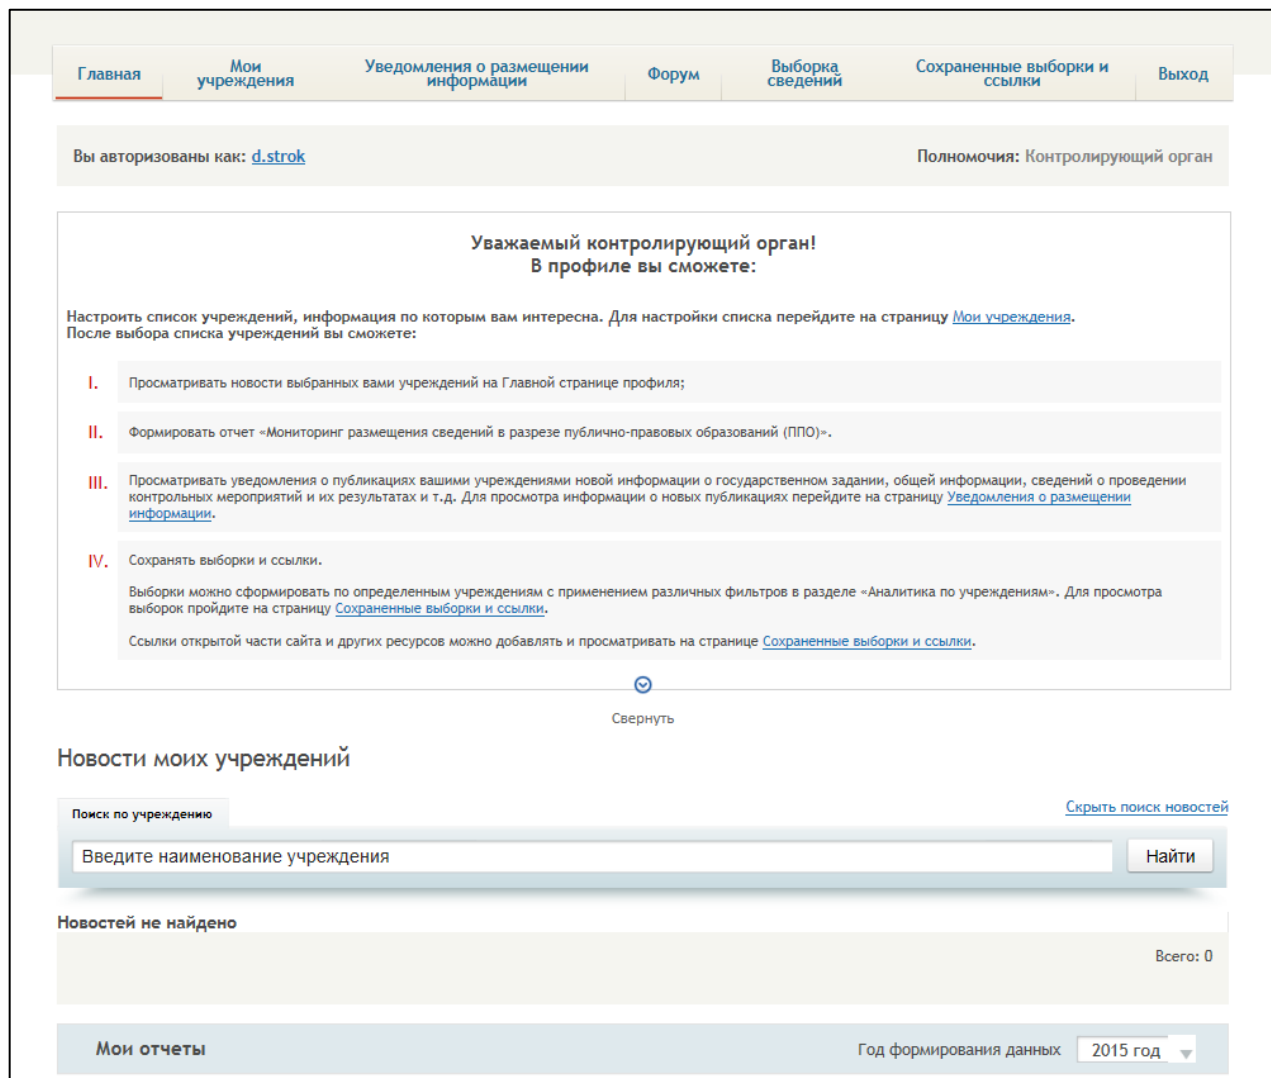 Главная
Мои учреждения
Уведомления о размещении информации
Форум
Выборка сведений
Сохраненные выборки и ссылки
Выход
Вы авторизованы как: d.strok
Полномочия: Контролирующий орган
Уважаемый контролирующий орган!
В профиле вы сможете:
Настроить список учреждений, информация по которым вам интересна. Для настройки списка перейдите на страницу Мои учреждения.
После выбора списка учреждений вы сможете:
I. Просматривать новости выбранных вами учреждений на Главной странице профиля;
II. Формировать отчет «Мониторинг размещения сведений в разрезе публично-правовых образований (ППО)».
III. Просматривать уведомления о публикациях вашими учреждениями новой информации о государственном задании, общей информации, сведений о проведении
контрольных мероприятий и их результатах и т.д. Для просмотра информации о новых публикациях перейдите на страницу Уведомления о размещении
информации.
IV. Сохранять выборки и ссылки.
Выборки можно сформировать по определенным учреждениям с применением различных фильтров в разделе «Аналитика по учреждениям». Для просмотра
выборок пройдите на страницу Сохраненные выборки и ссылки.
Ссылки открытой части сайта и других ресурсов можно добавлять и просматривать на странице Сохраненные выборки и ссылки.
Свернуть
Новости моих учреждений
Поиск по учреждению
Скрыть поиск новостей
Введите наименование учреждения
Найти
Новостей не найдено
Всего: 0
Мои отчеты
Год формирования данных
2015 год